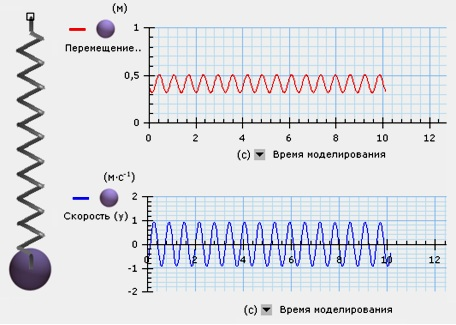 (м)
Перемещение..
1
0,5
0
0 2 4 6 8 10 12
(с) Время моделирования
(м·с⁻¹)
Скорость (y)
2
1
0
0 2 4 6 8 10 12
-1
-2
(с) Время моделирования